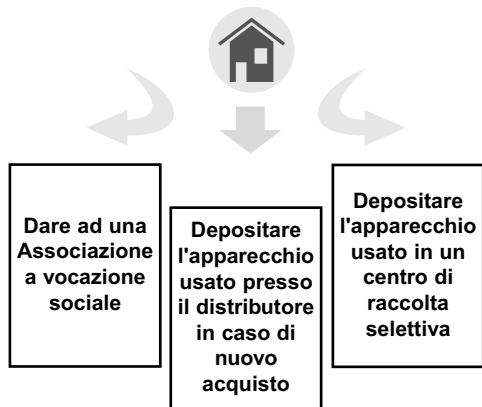 Dare ad una
Associazione
a vocazione
sociale
Depositare
l'apparecchio
usato presso
il distributore
in caso di
nuovo
acquisto
Depositare
l'apparecchio
usato in un
centro di
raccolta
selettiva